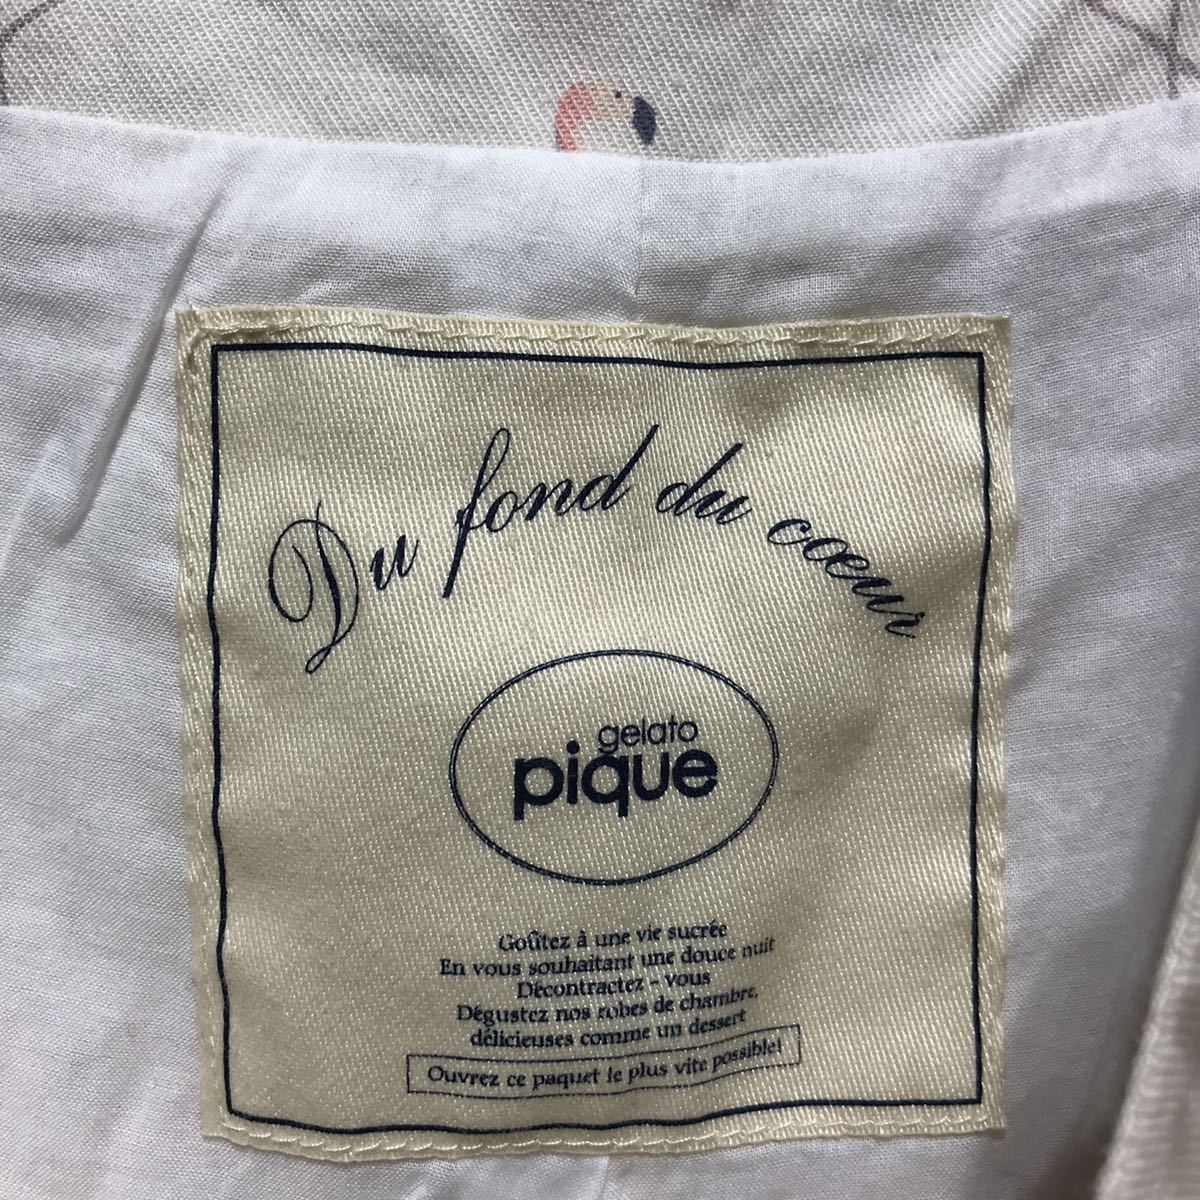 Du fond du cœur
gelato
pique
Goûtez à une vie sucrée
En vous souhaitant une douce nuit
Décontractez - vous
Dégustez nos robes de chambre,
délicieuses comme un dessert
Ouvrez ce paquet le plus vite possible!